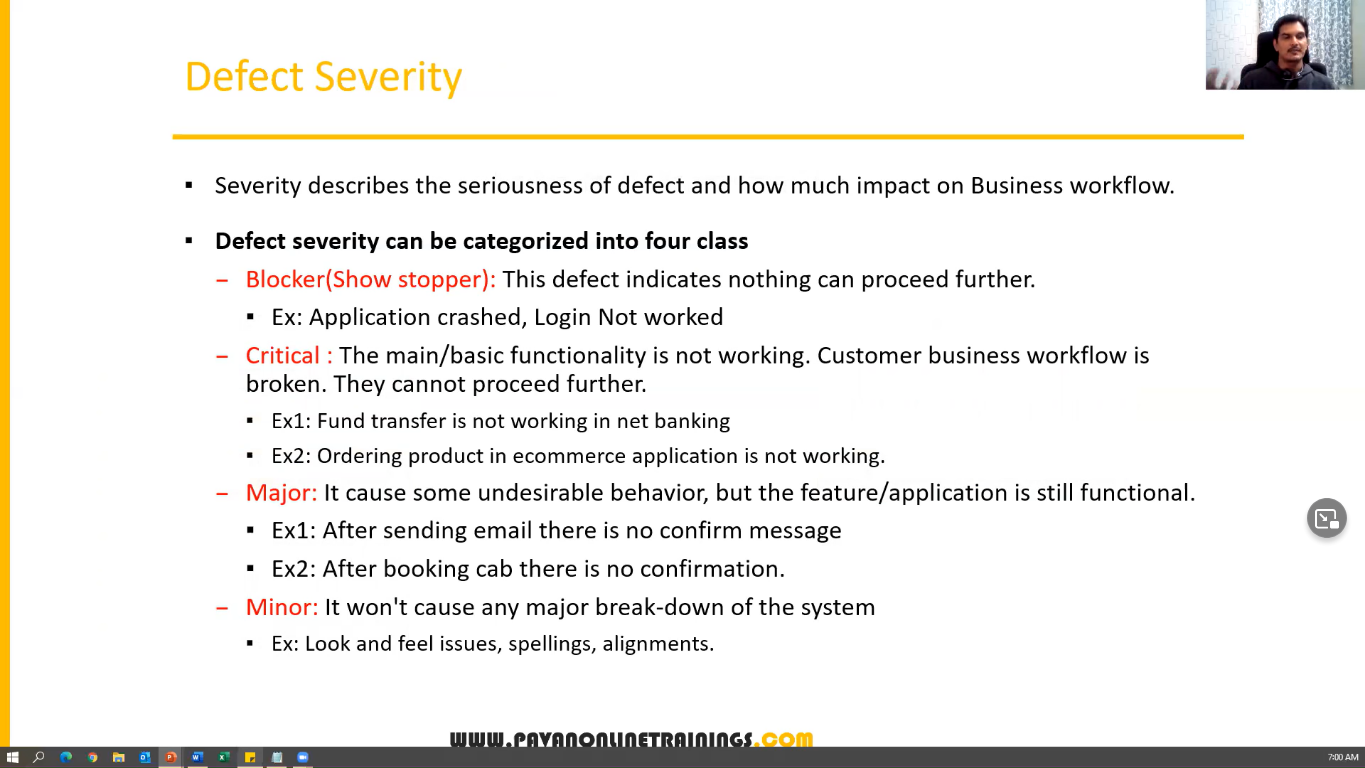 Defect Severity
▪ Severity describes the seriousness of defect and how much impact on Business workflow.
▪ Defect severity can be categorized into four class
– Blocker(Show stopper): This defect indicates nothing can proceed further.
▪ Ex: Application crashed, Login Not worked
– Critical : The main/basic functionality is not working. Customer business workflow is
broken. They cannot proceed further.
▪ Ex1: Fund transfer is not working in net banking
▪ Ex2: Ordering product in ecommerce application is not working.
– Major: It cause some undesirable behavior, but the feature/application is still functional.
▪ Ex1: After sending email there is no confirm message
▪ Ex2: After booking cab there is no confirmation.
– Minor: It won't cause any major break-down of the system
▪ Ex: Look and feel issues, spellings, alignments.
WWW.PAVANONLINETRAININGS.COM
7:00 AM